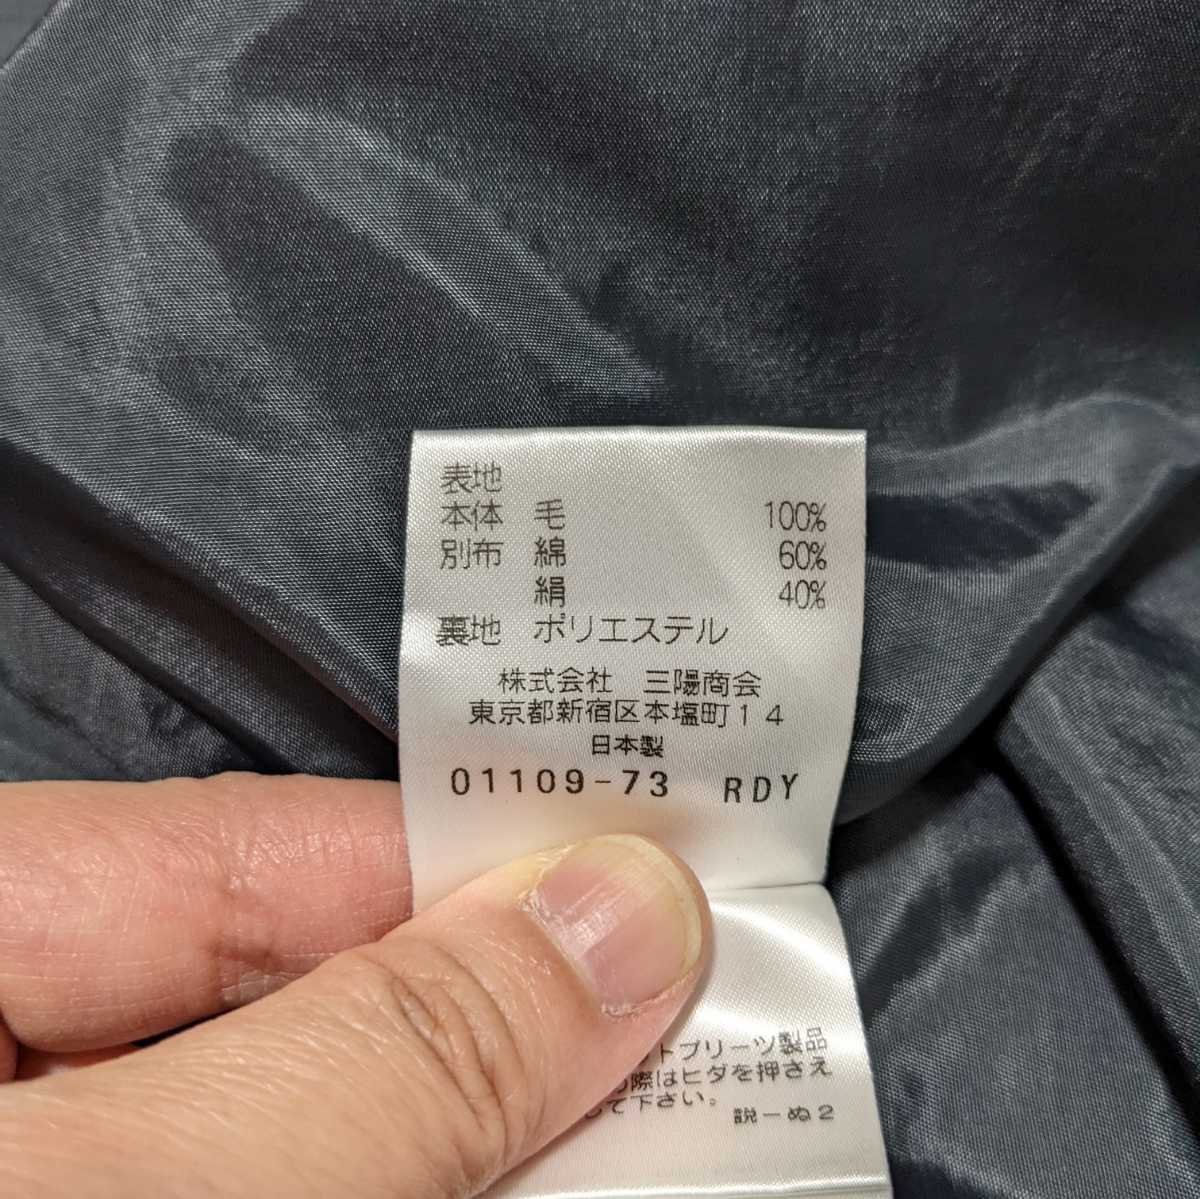 表地
本体 毛 100%
別布 綿 60%
絹 40%
裏地 ポリエステル
株式会社 三陽商会
東京都新宿区本塩町14
日本製
01109-73 RDY
トプリーツ製品
の際はヒダを押さえ
して下さい。
説ーぬ2